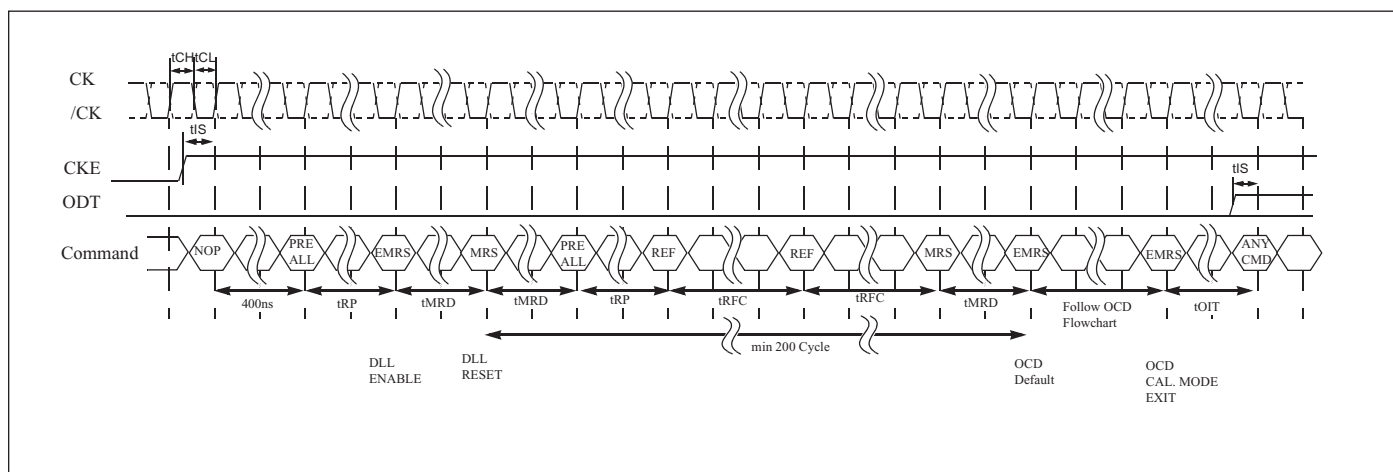 tCH tCL
CK
/CK
tIS
CKE
tIS
ODT
Command
NOP
PRE
ALL
EMRS
MRS
PRE
ALL
REF
REF
MRS
EMRS
EMRS
ANY
CMD
400ns
tRP
tMRD
tMRD
tRP
tRFC
tRFC
tMRD
Follow OCD
Flowchart
tOIT
min 200 Cycle
DLL
ENABLE
DLL
RESET
OCD
Default
OCD
CAL. MODE
EXIT